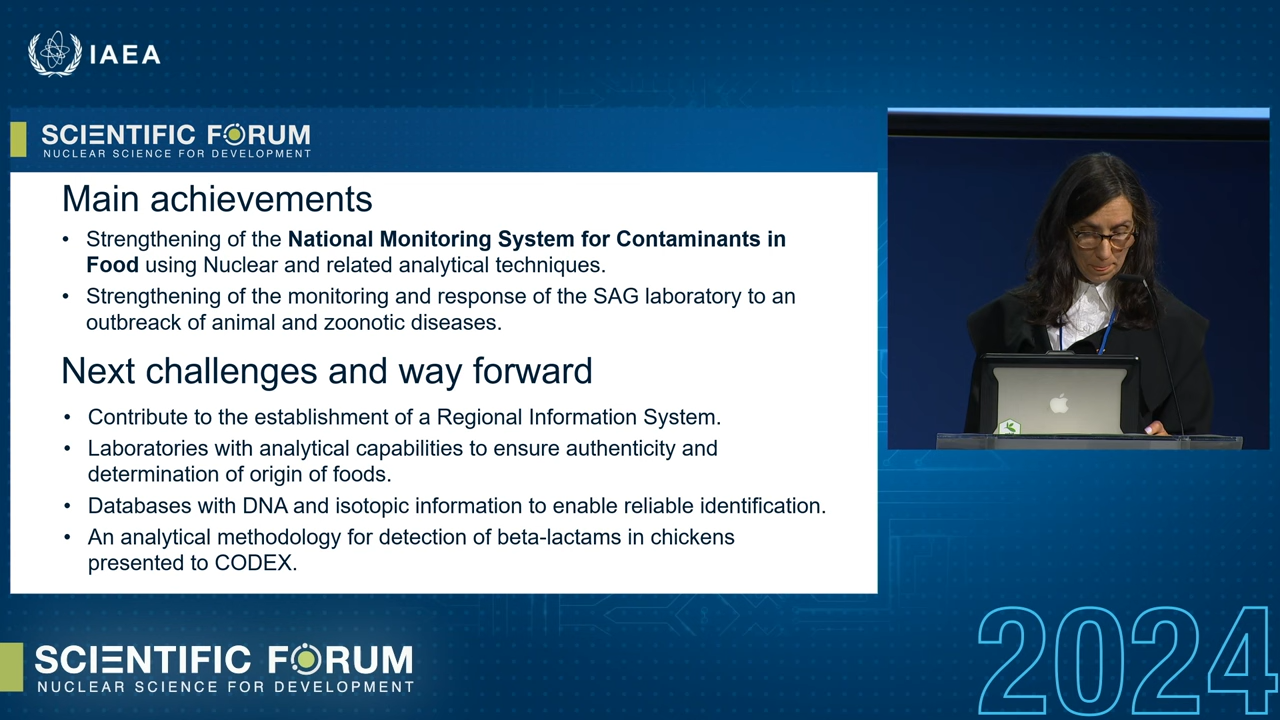 IAEA
SCIENTIFIC FORUM
NUCLEAR SCIENCE FOR DEVELOPMENT
Main achievements
• Strengthening of the National Monitoring System for Contaminants in
Food using Nuclear and related analytical techniques.
• Strengthening of the monitoring and response of the SAG laboratory to an
outbreack of animal and zoonotic diseases.
Next challenges and way forward
• Contribute to the establishment of a Regional Information System.
• Laboratories with analytical capabilities to ensure authenticity and
determination of origin of foods.
• Databases with DNA and isotopic information to enable reliable identification.
• An analytical methodology for detection of beta-lactams in chickens
presented to CODEX.
SCIENTIFIC FORUM
NUCLEAR SCIENCE FOR DEVELOPMENT
2024